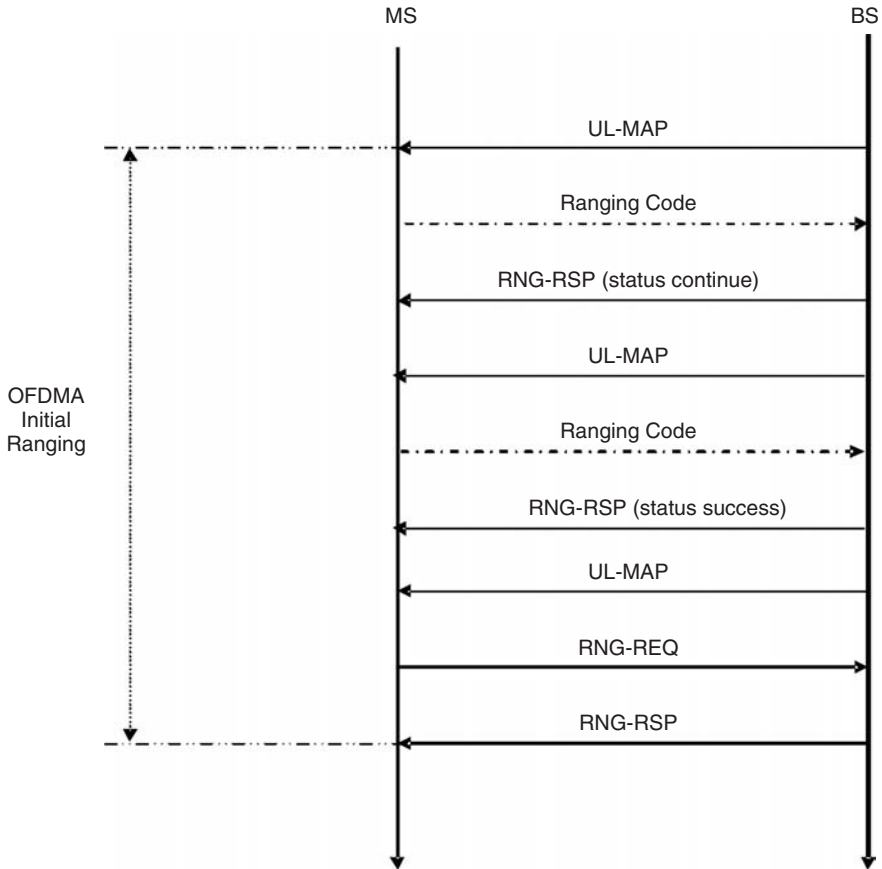 MS
BS
UL-MAP
Ranging Code
RNG-RSP (status continue)
UL-MAP
OFDMA
Initial
Ranging
Ranging Code
RNG-RSP (status success)
UL-MAP
RNG-REQ
RNG-RSP